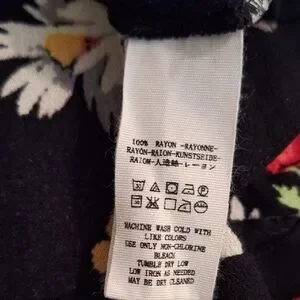 100% RAYON -RAYONNE-
RAYON-RAION-KUNSTSEIDE-
RAIOM-人造絲-レーヨン
MACHINE WASH COLD WITH
LIKE COLORS
USE ONLY NON-CHLORINE
BLEACH
TUMBLE DRY LOW
LOW IRON AS NEEDED
MAY BE DRY CLEANED